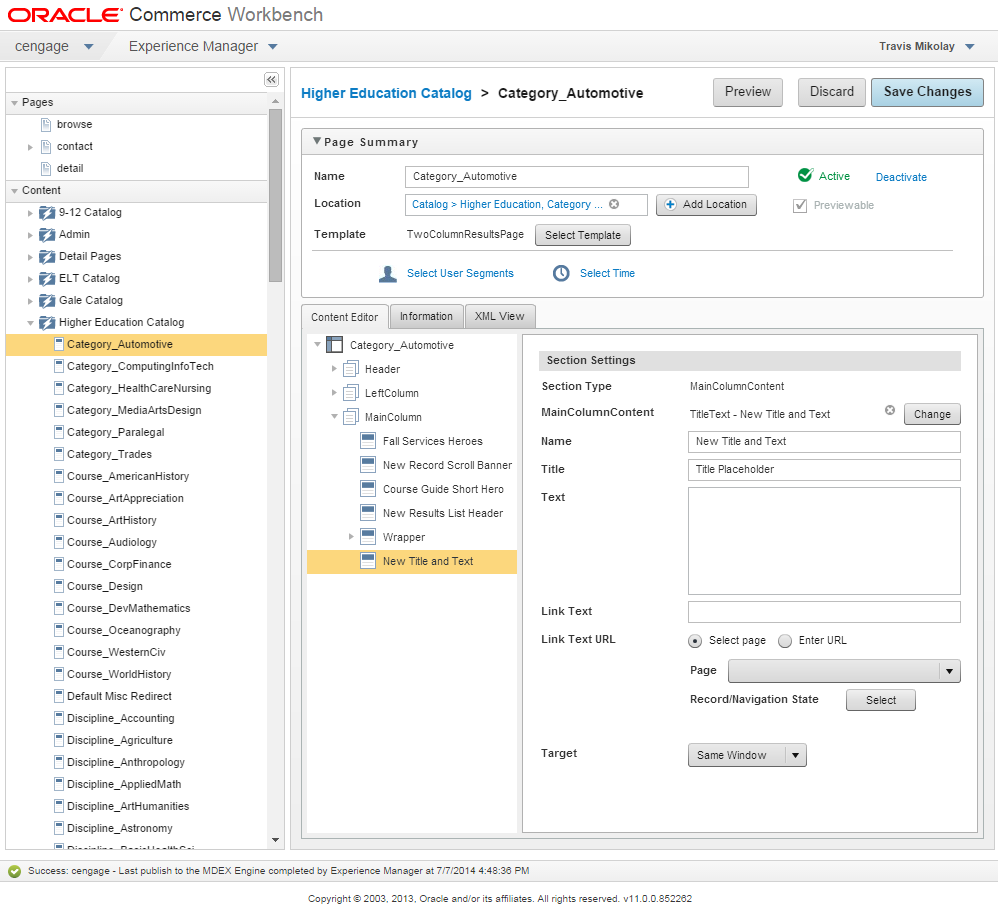 ORACLE Commerce Workbench
cengage Experience Manager Travis Mikolay
Pages
browse
contact
detail
Content
9-12 Catalog
Admin
Detail Pages
ELT Catalog
Gale Catalog
Higher Education Catalog
Category_Automotive
Category_ComputingInfoTech
Category_HealthCareNursing
Category_MediaArtsDesign
Category_Paralegal
Category_Trades
Course_AmericanHistory
Course_ArtAppreciation
Course_ArtHistory
Course_Audiology
Course_CorpFinance
Course_Design
Course_DevMathematics
Course_Oceanography
Course_WesternCiv
Course_WorldHistory
Default Misc Redirect
Discipline_Accounting
Discipline_Agriculture
Discipline_Anthropology
Discipline_AppliedMath
Discipline_ArtHumanities
Discipline_Astronomy
Higher Education Catalog > Category_Automotive
Preview Discard Save Changes
Page Summary
Name Category_Automotive Active Deactivate
Location Catalog > Higher Education, Category ... Add Location Previewable
Template TwoColumnResultsPage Select Template
Select User Segments Select Time
Content Editor Information XML View
Category_Automotive
Header
LeftColumn
MainColumn
Fall Services Heroes
New Record Scroll Banner
Course Guide Short Hero
New Results List Header
Wrapper
New Title and Text
Section Settings
Section Type MainColumnContent
MainColumnContent TitleText - New Title and Text Change
Name New Title and Text
Title Title Placeholder
Text
Link Text
Link Text URL Select page Enter URL
Page
Record/Navigation State Select
Target Same Window
Success: cengage - Last publish to the MDEX Engine completed by Experience Manager at 7/7/2014 4:48:36 PM
Copyright © 2003, 2013, Oracle and/or its affiliates. All rights reserved. v11.0.0.852262